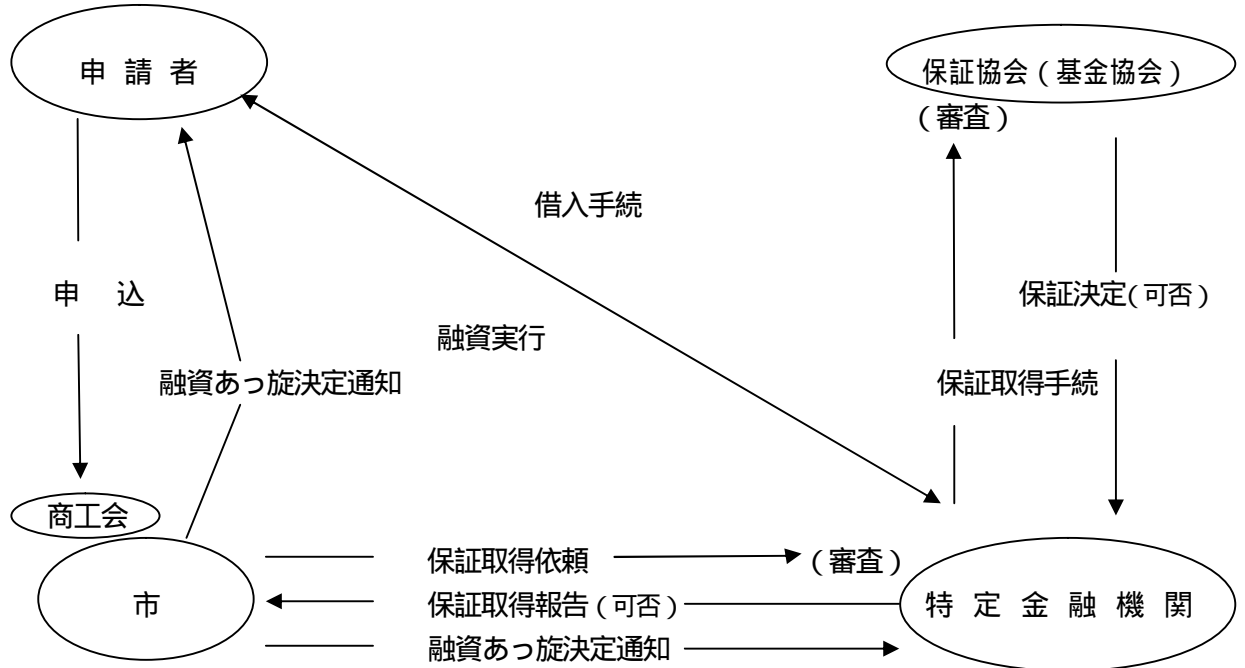 申 請 者
保証協会(基金協会)
(審査)
借入手続
申 込
保証決定(可否)
融資実行
融資あっ旋決定通知
保証取得手続
商工会
保証取得依頼
(審査)
市
保証取得報告(可否)
特 定 金 融 機 関
融資あっ旋決定通知